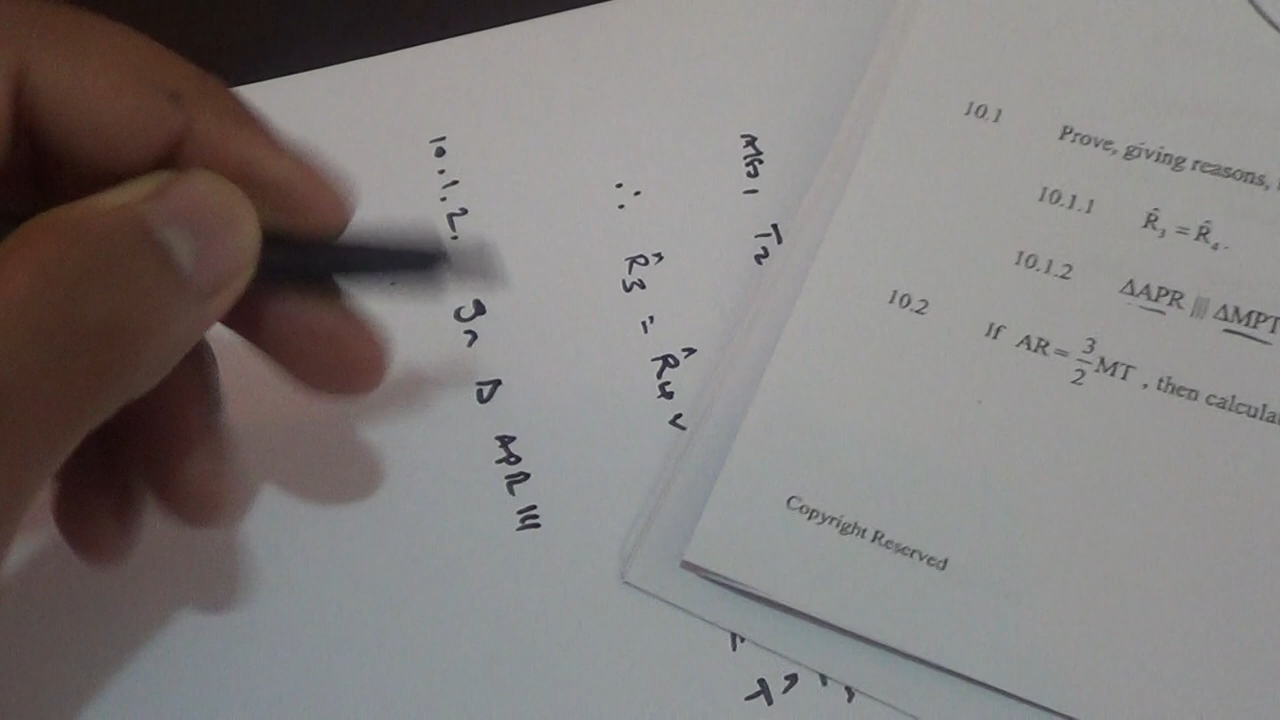 10.1 Prove, giving reasons,
10.1.1 R̂₃ = R̂₄.
10.1.2 ΔAPR ||| ΔMPT
10.2 If AR = 3/2 MT , then calcula
Copyright Reserved
T₂
∴ R̂₃ = R̂₄
10.1.2. In Δ APR |||